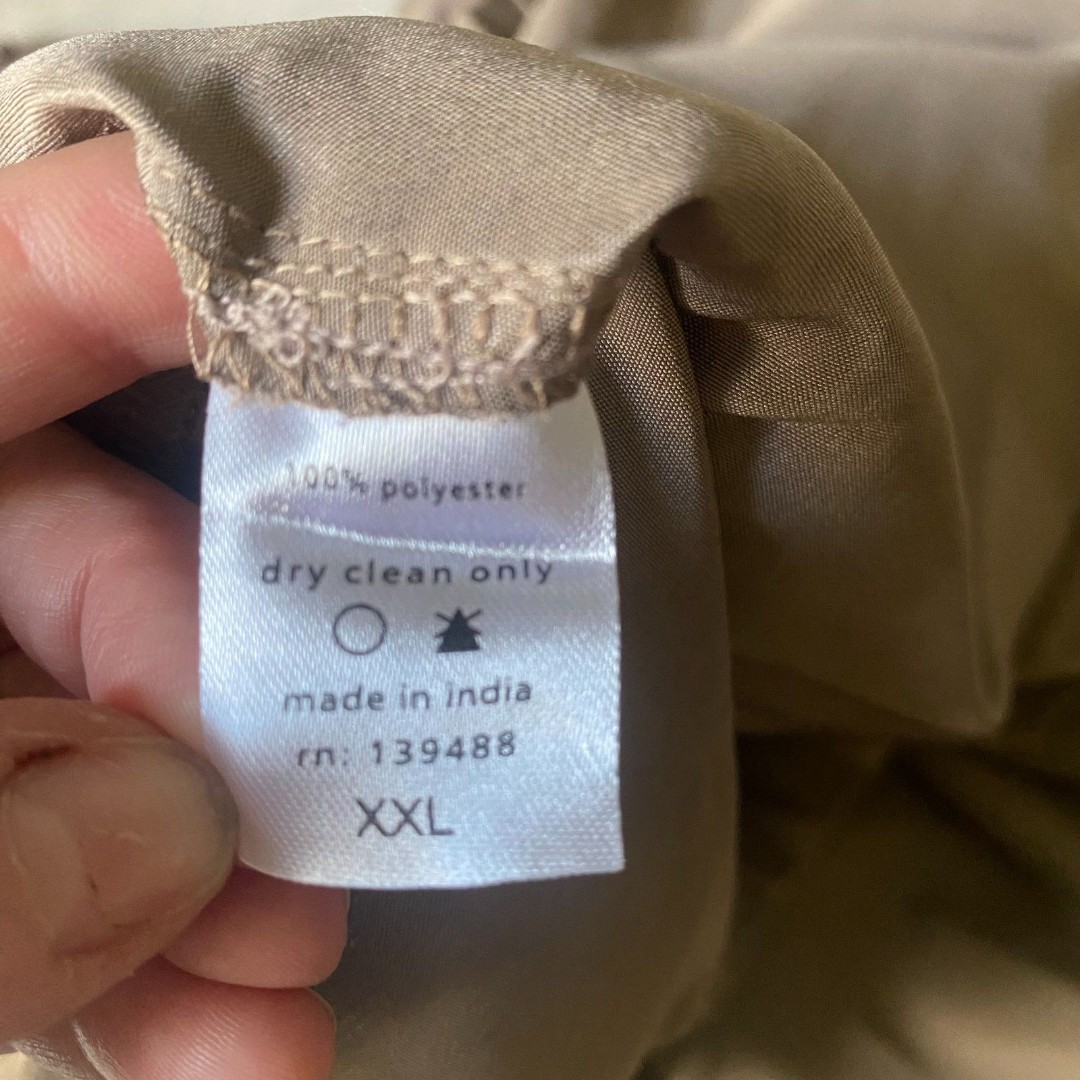 100% polyester
dry clean only
made in india
rn: 139488
XXL